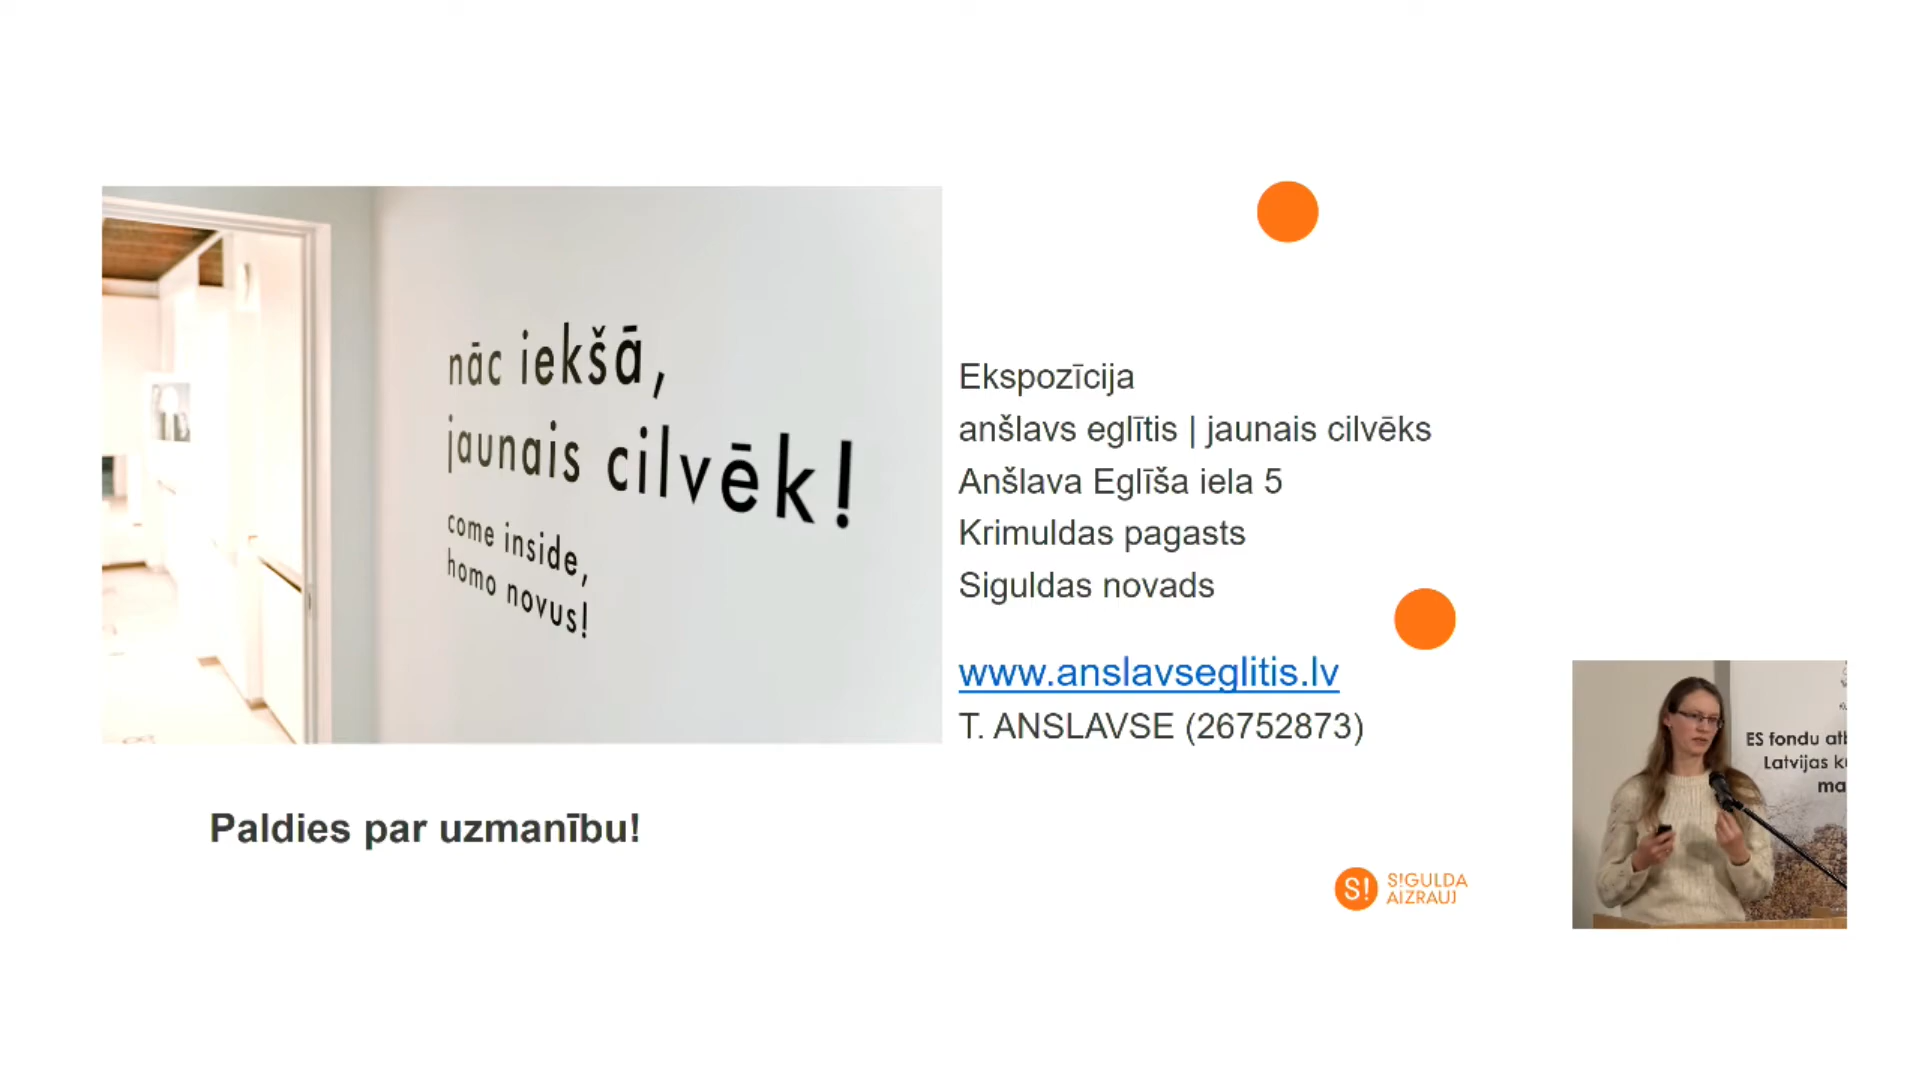 nāc iekšā,
jaunais cilvēk!
come inside,
homo novus!
Ekspozīcija
anšlavs eglītis | jaunais cilvēks
Anšlava Eglīša iela 5
Krimuldas pagasts
Siguldas novads
www.anslavseglitis.lv
T. ANSLAVSE (26752873)
Paldies par uzmanību!
S!
S!GULDA
AIZRAUJ
ES fondu
Latvijas